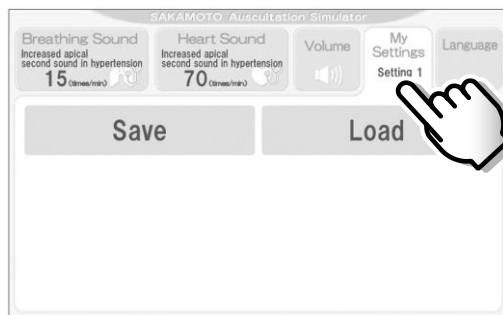 SAKAMOTO Auscultation Simulator
Breathing Sound
Increased apical
second sound in hypertension
15 (times/min)
Heart Sound
Increased apical
second sound in hypertension
70 (times/min)
Volume
My
Settings
Setting 1
Language
Save
Load